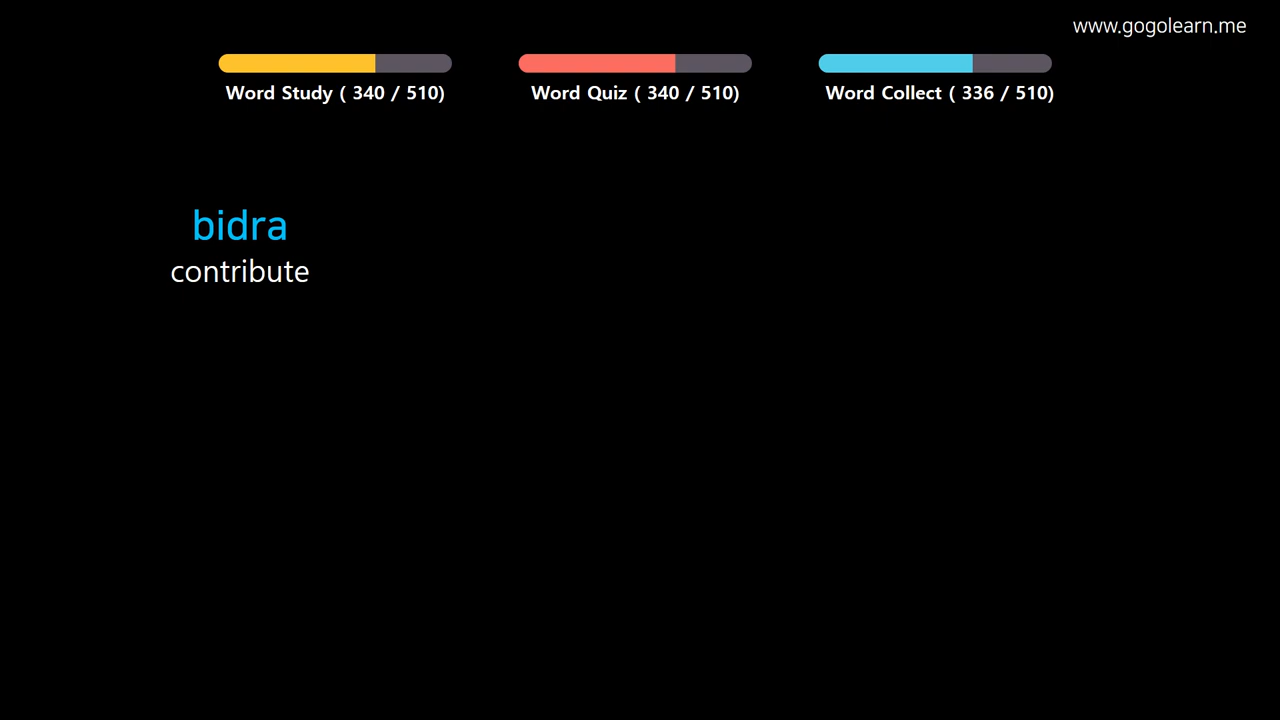 www.gogolearn.me
Word Study ( 340 / 510)
Word Quiz ( 340 / 510)
Word Collect ( 336 / 510)
bidra
contribute